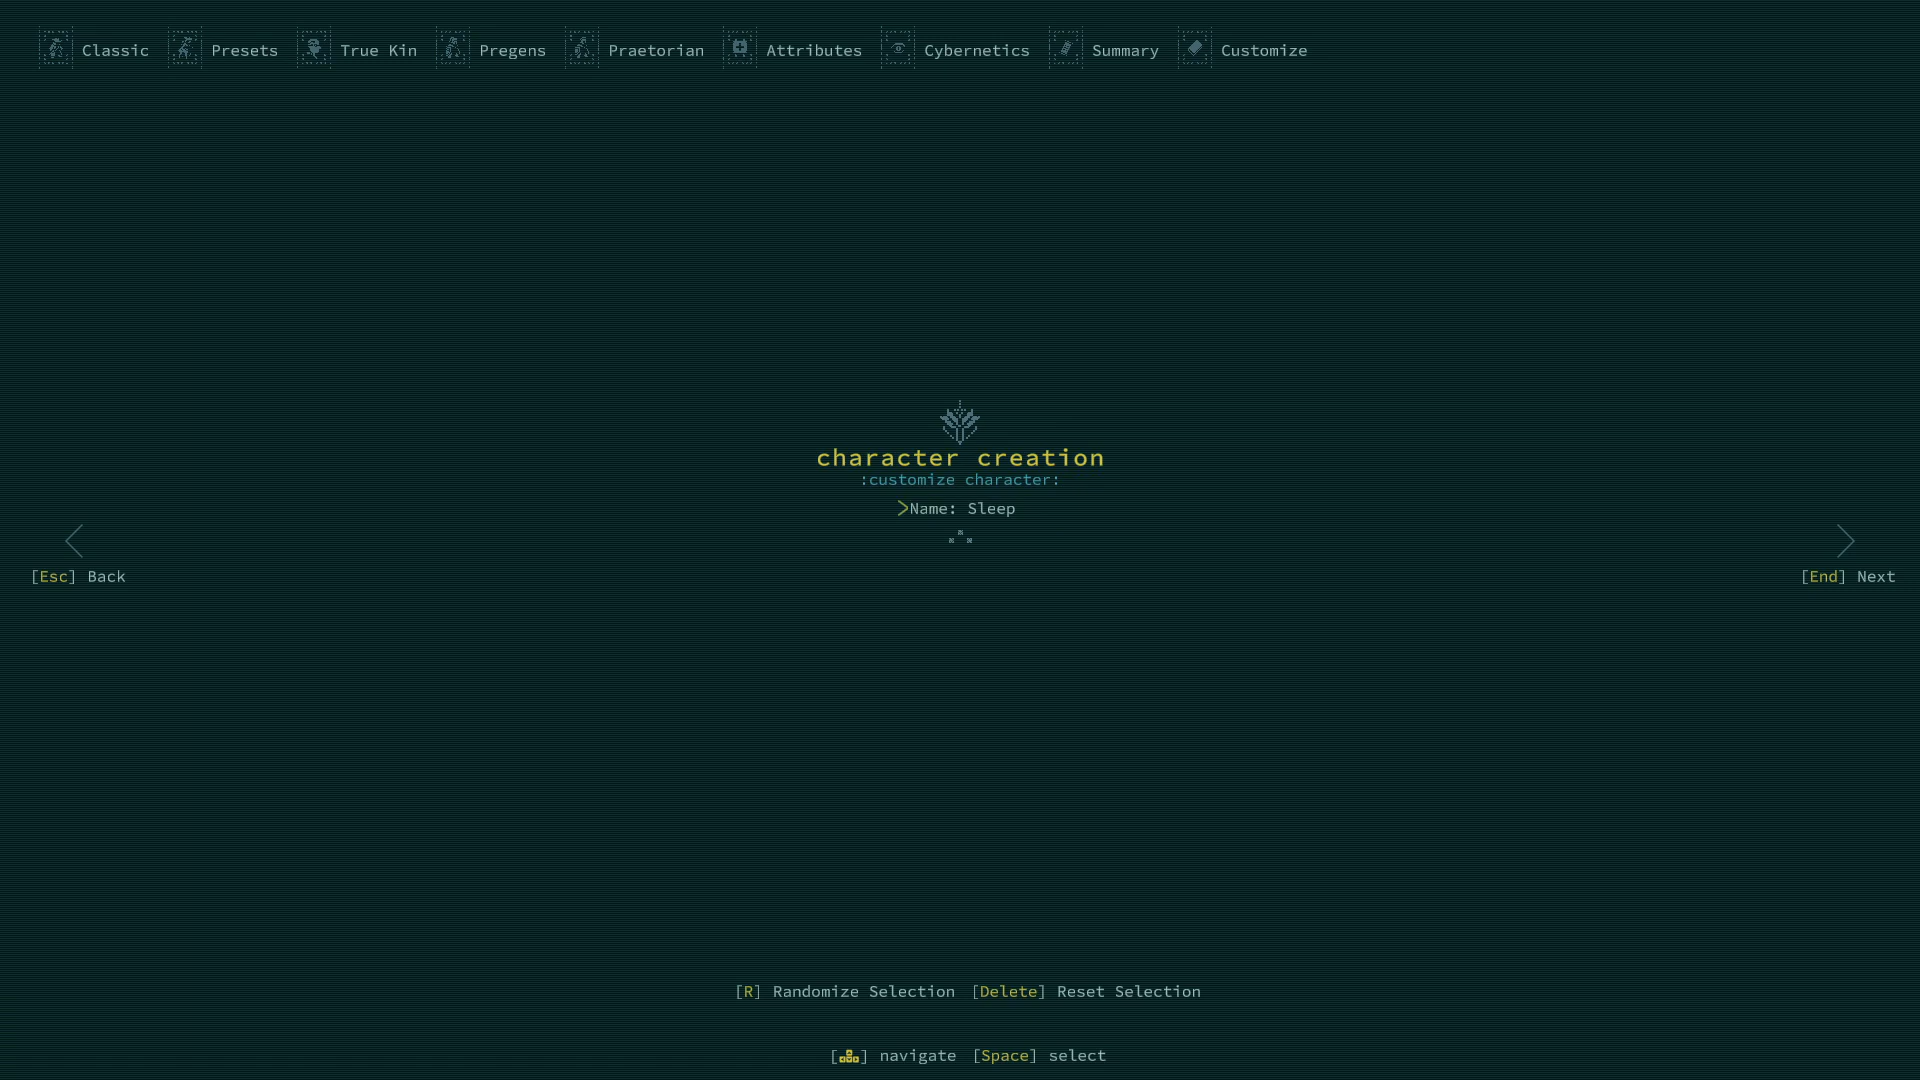 Classic Presets True Kin Pregens Praetorian Attributes Cybernetics Summary Customize
character creation
:customize character:
>Name: Sleep
[Esc] Back
[End] Next
[R] Randomize Selection [Delete] Reset Selection
[] navigate [Space] select